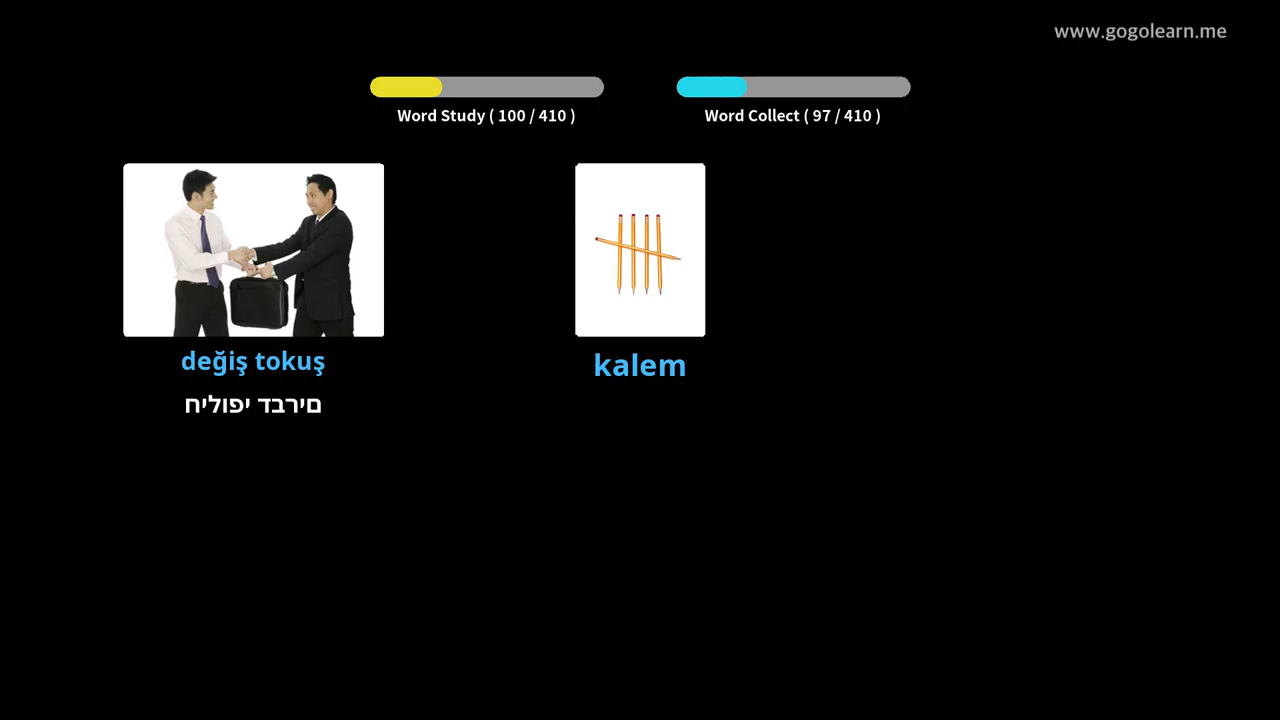 www.gogolearn.me
Word Study ( 100 / 410 )
Word Collect ( 97 / 410 )
değiş tokuş
חילופי דברים
kalem